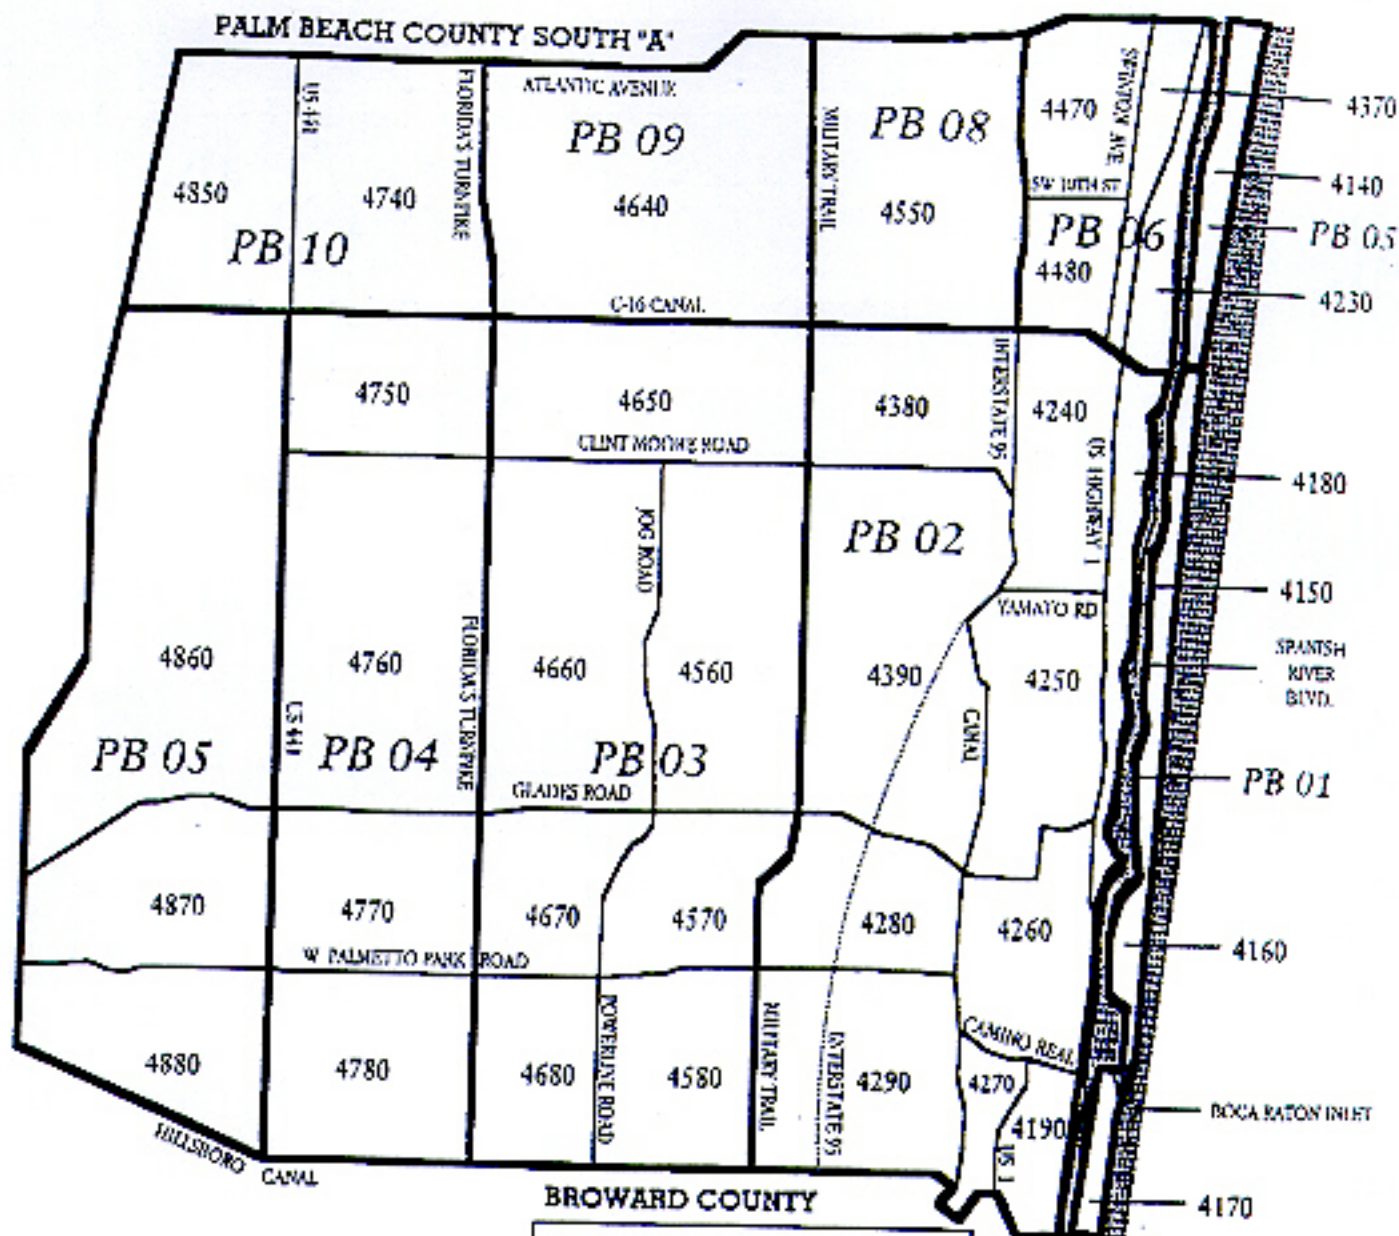 PALM BEACH COUNTY SOUTH "A"
ATLANTIC AVENUE
US 441
FLORIDA'S TURNPIKE
MILITARY TRAIL
SWINTON AVE
PB 09
PB 08
4470
4370
4850
4740
4640
4550
SW 10TH ST
4140
PB 10
PB 06
PB 05
4480
4230
C-16 CANAL
INTERSTATE 95
4750
4650
4380
4240
CLINT MOORE ROAD
US HIGHWAY 1
4180
JOG ROAD
PB 02
4150
YAMATO RD
SPANISH
RIVER
BLVD.
4860
4760
FLORIDA'S TURNPIKE
4660
4560
4390
4250
US 441
CANAL
PB 05
PB 04
PB 03
PB 01
GLADES ROAD
4870
4770
4670
4570
4280
4260
4160
W PALMETTO PARK ROAD
POWERLINE ROAD
MILITARY TRAIL
INTERSTATE 95
CAMINO REAL
4880
4780
4680
4580
4290
4270
4190
BOCA RATON INLET
US 1
HILLSBORO
CANAL
BROWARD COUNTY
4170